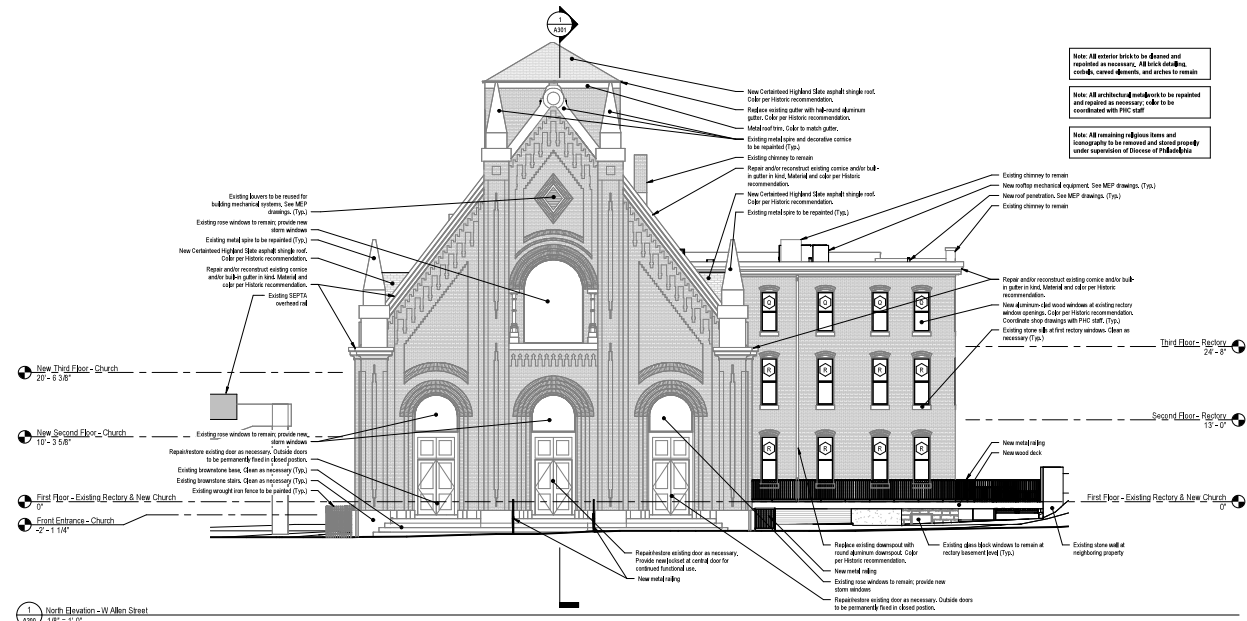 1
A301
Note: All exterior brick to be cleaned and
repointed as necessary. All brick detailing,
corbels, carved elements, and arches to remain
Note: All architectural metalwork to be repainted
and repaired as necessary; color to be
coordinated with PHC staff
Note: All remaining religious items and
iconography to be removed and stored properly
under supervision of Diocese of Philadelphia
New Certainteed Highland Slate asphalt shingle roof.
Color per Historic recommendation.
Replace existing gutter with half-round aluminum
gutter. Color per Historic recommendation.
Metal roof trim. Color to match gutter.
Existing metal spire and decorative cornice
to be repainted (Typ.)
Existing chimney to remain
Repair and/or reconstruct existing cornice and/or built-
in gutter in kind. Material and color per Historic
recommendation.
New Certainteed Highland Slate asphalt shingle roof.
Color per Historic recommendation.
Existing metal spire to be repainted (Typ.)
Existing chimney to remain
New rooftop mechanical equipment. See MEP drawings. (Typ.)
New roof penetration. See MEP drawings. (Typ.)
Existing chimney to remain
Existing louvers to be reused for
building mechanical systems. See MEP
drawings. (Typ.)
Existing rose windows to remain; provide new
storm windows
Existing metal spire to be repainted (Typ.)
New Certainteed Highland Slate asphalt shingle roof.
Color per Historic recommendation.
Repair and/or reconstruct existing cornice
and/or built-in gutter in kind. Material and
color per Historic recommendation.
Existing SEPTA
overhead rail
Repair and/or reconstruct existing cornice and/or built-
in gutter in kind. Material and color per Historic
recommendation.
New aluminum-clad wood windows at existing rectory
window openings. Color per Historic recommendation.
Coordinate shop drawings with PHC staff. (Typ.)
Existing stone sills at first rectory windows. Clean as
necessary (Typ.)
Q Q Q Q
R R R R
R R R R
New Third Floor - Church
20' - 6 3/8"
Third Floor - Rectory
24' - 8"
New Second Floor - Church
10' - 3 5/8"
Second Floor - Rectory
13' - 0"
Existing rose windows to remain; provide new
storm windows
Repair/restore existing door as necessary. Outside doors
to be permanently fixed in closed postion.
Existing brownstone base. Clean as necessary (Typ.)
Existing brownstone stairs. Clean as necessary (Typ.)
Existing wrought iron fence to be painted (Typ.)
New metal railing
New wood deck
First Floor - Existing Rectory & New Church
0"
First Floor - Existing Rectory & New Church
0"
Front Entrance - Church
-2' - 1 1/4"
Repair/restore existing door as necessary.
Provide new lockset at central door for
continued functional use.
New metal railing
Replace existing downspout with
round aluminum downspout. Color
per Historic recommendation.
New metal railing
Existing rose windows to remain; provide new
storm windows
Repair/restore existing door as necessary. Outside doors
to be permanently fixed in closed postion.
Existing glass block windows to remain at
rectory basement level (Typ.)
Existing stone wall at
neighboring property
1
A300
North Elevation - W Allen Street
1/8" = 1'-0"